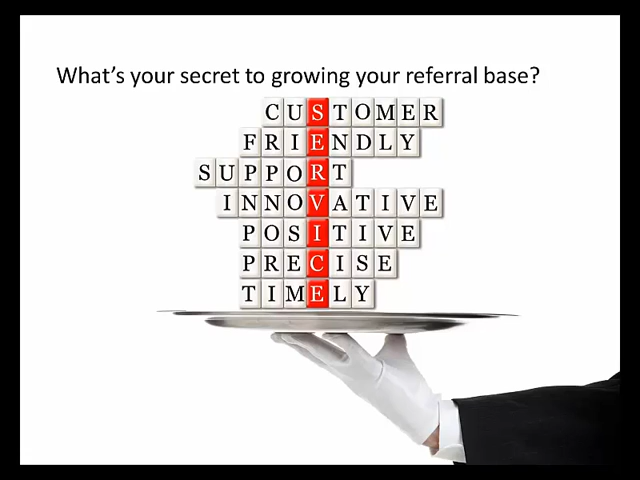 What's your secret to growing your referral base?
CUSTOMER
FRIENDLY
SUPPORT
INNOVATIVE
POSITIVE
PRECISE
TIMELY